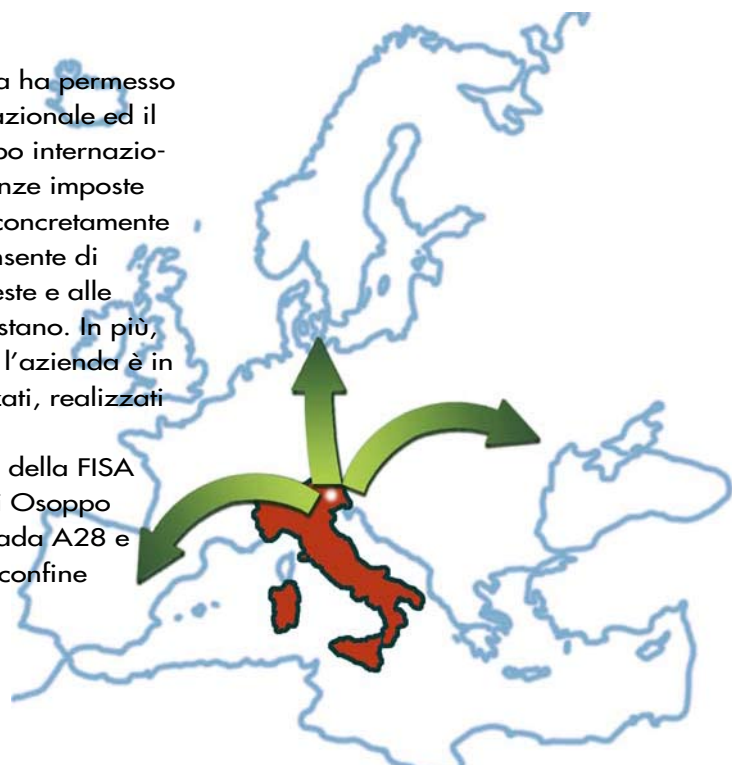 a ha permesso
azionale ed il
po internazio-
nze imposte
concretamente
nsente di
este e alle
stano. In più,
l'azienda è in
ati, realizzati
della FISA
i Osoppo
ada A28 e
confine